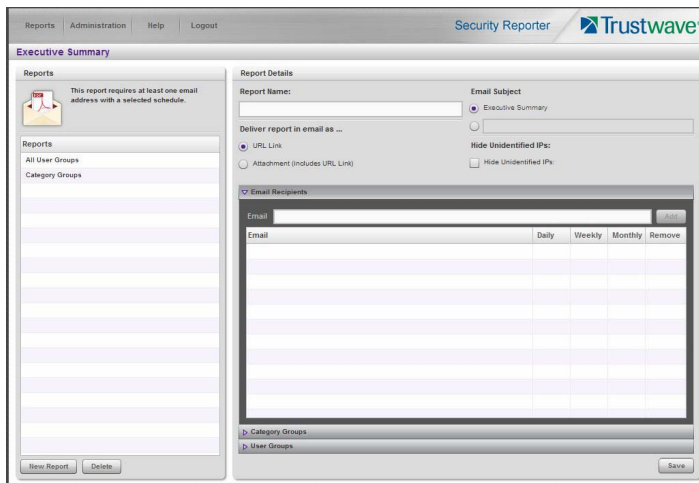 Reports Administration Help Logout
Security Reporter
Trustwave®
Executive Summary
Reports
PDF
This report requires at least one email
address with a selected schedule.
Reports
All User Groups
Category Groups
New Report Delete
Report Details
Report Name:
Deliver report in email as ...
URL Link
Attachment (includes URL Link)
Email Subject
Executive Summary
Hide Unidentified IPs:
Hide Unidentified IPs:
Email Recipients
Email Add
Email Daily Weekly Monthly Remove
Category Groups
User Groups
Save